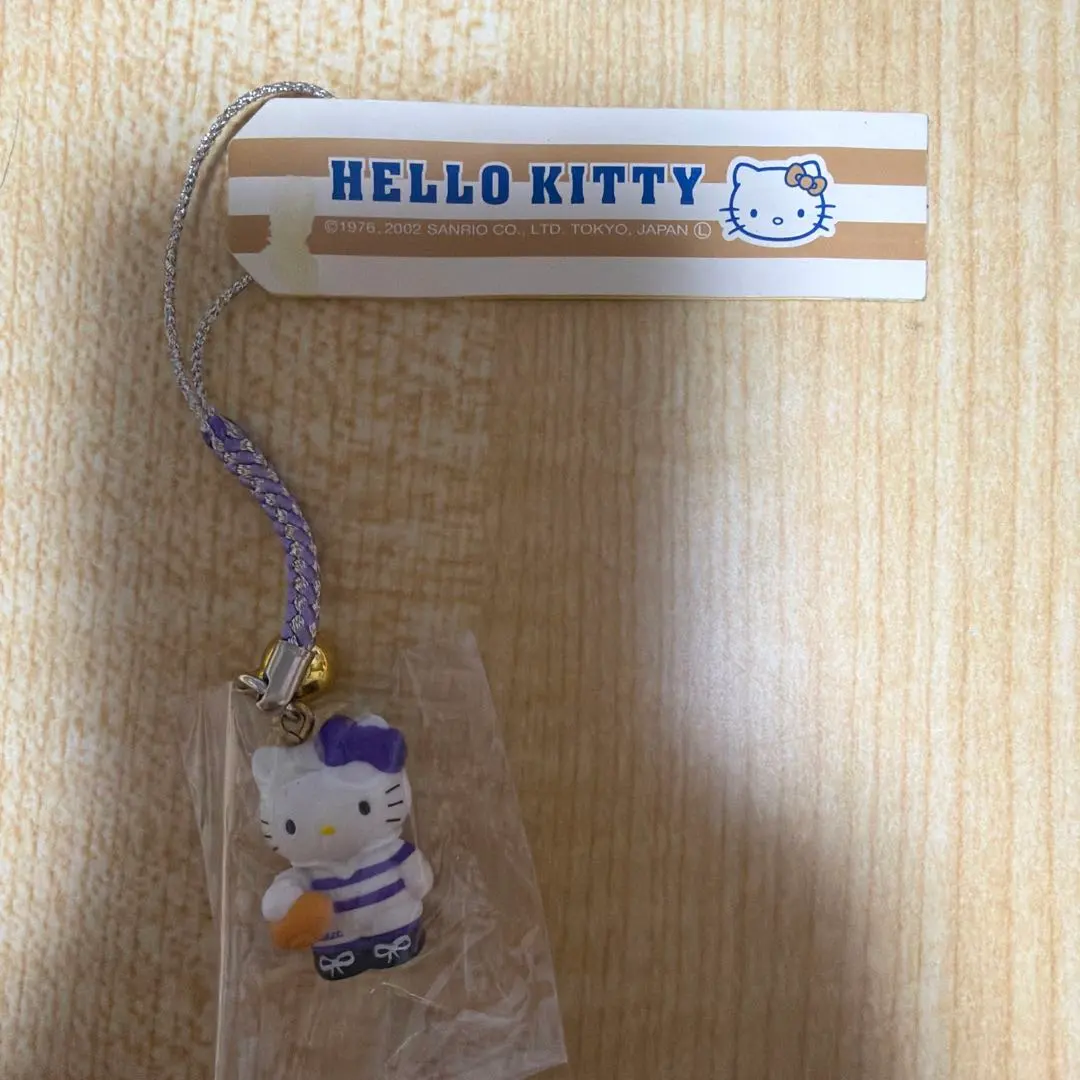 HELLO KITTY
©1976, 2002 SANRIO CO., LTD. TOKYO, JAPAN Ⓛ